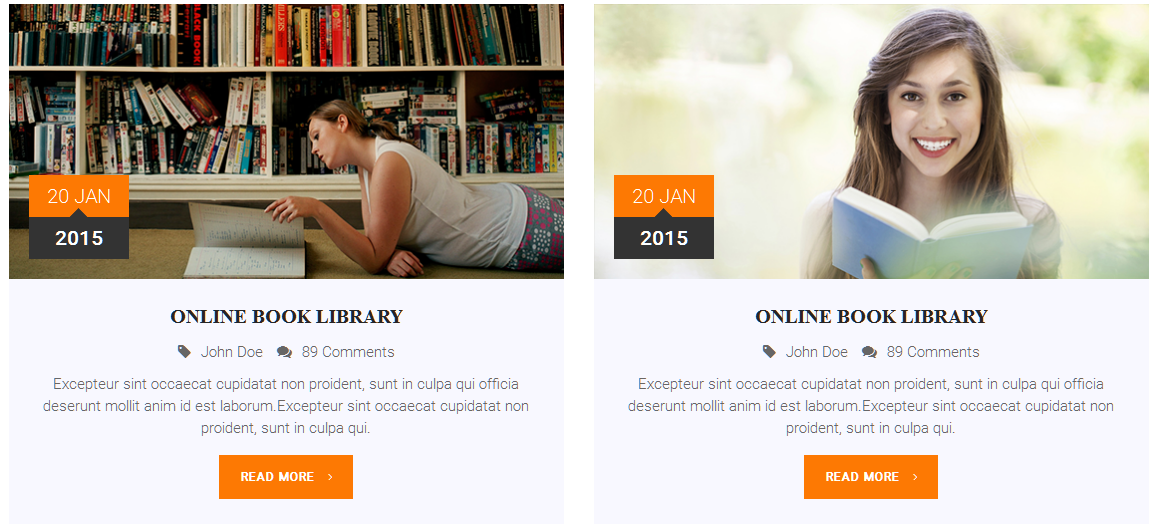 20 JAN
2015
ONLINE BOOK LIBRARY
John Doe 89 Comments
Excepteur sint occaecat cupidatat non proident, sunt in culpa qui officia
deserunt mollit anim id est laborum.Excepteur sint occaecat cupidatat non
proident, sunt in culpa qui.
READ MORE
20 JAN
2015
ONLINE BOOK LIBRARY
John Doe 89 Comments
Excepteur sint occaecat cupidatat non proident, sunt in culpa qui officia
deserunt mollit anim id est laborum.Excepteur sint occaecat cupidatat non
proident, sunt in culpa qui.
READ MORE